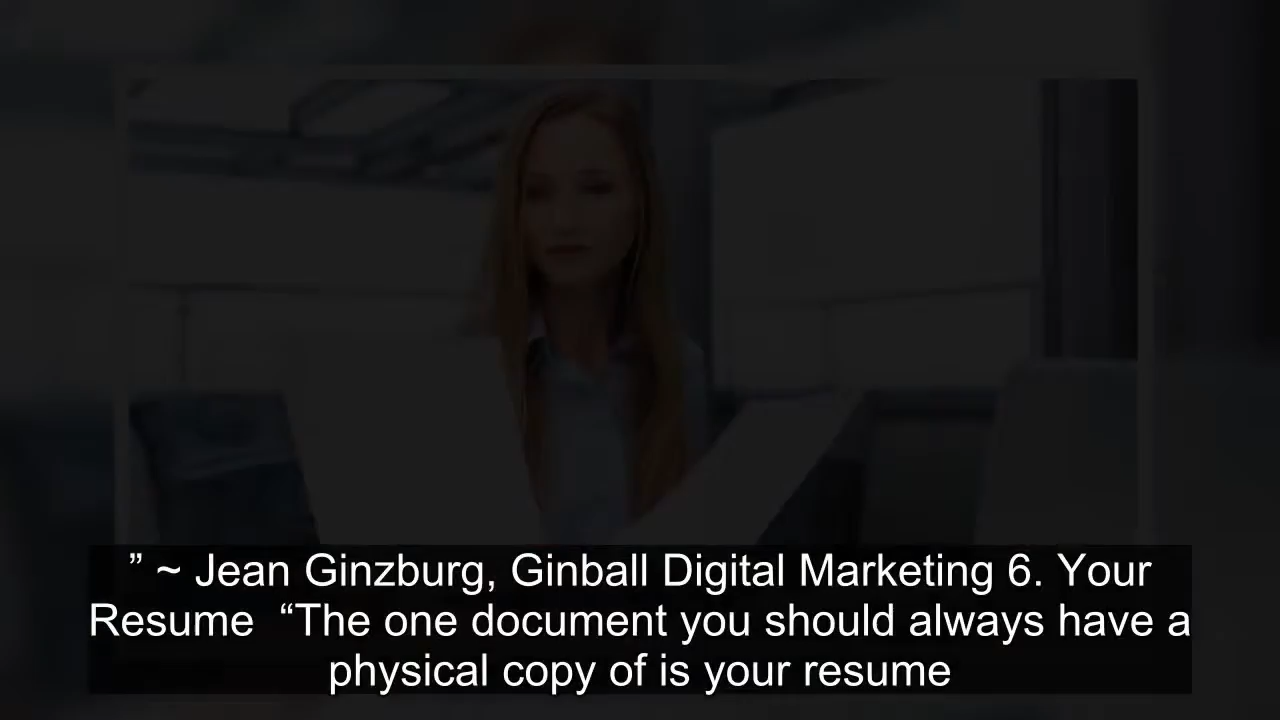 ” ~ Jean Ginzburg, Ginball Digital Marketing 6. Your
Resume  “The one document you should always have a
physical copy of is your resume